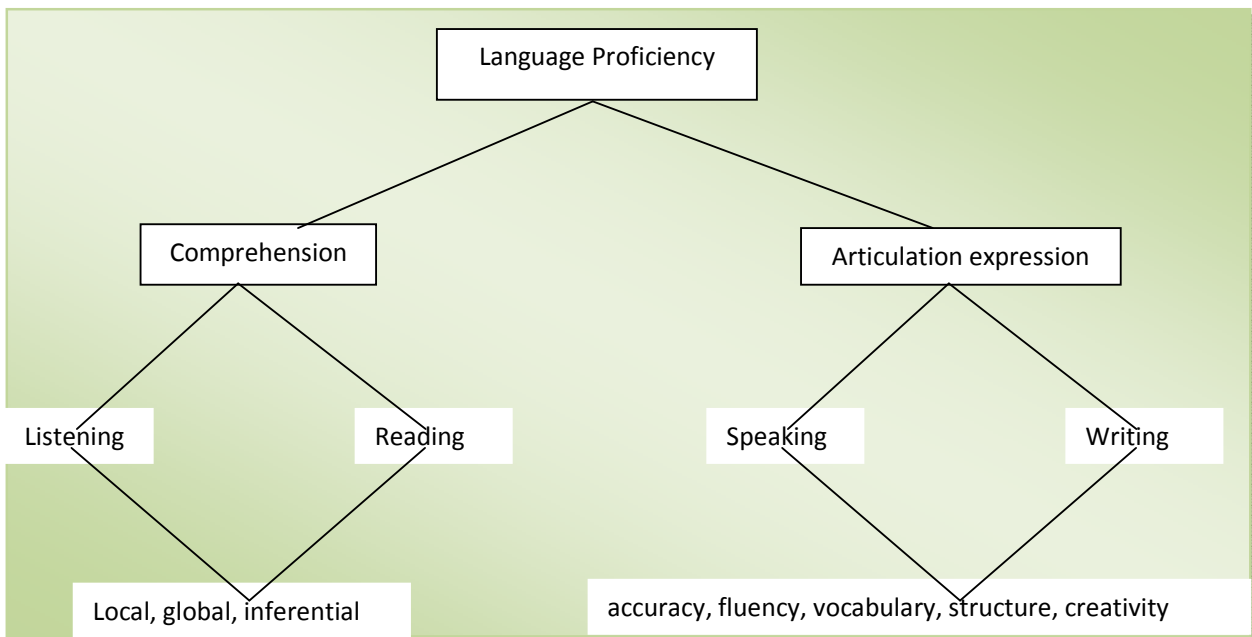 Language Proficiency
Comprehension
Articulation expression
Listening
Reading
Speaking
Writing
Local, global, inferential
accuracy, fluency, vocabulary, structure, creativity